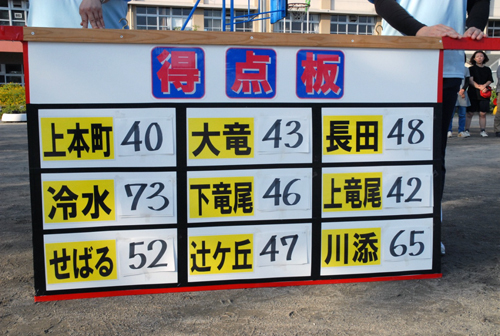 得点板
上本町 40 大竜 43 長田 48
冷水 73 下竜尾 46 上竜尾 42
せばる 52 辻ケ丘 47 川添 65